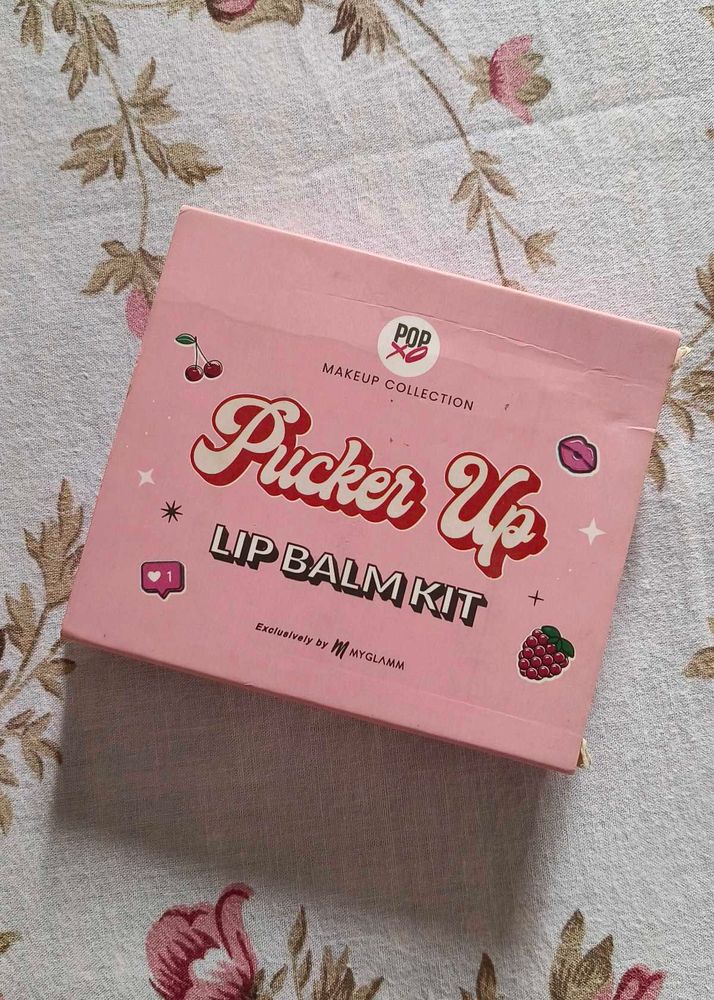 POP
XO
MAKEUP COLLECTION
Pucker Up
LIP BALM KIT
Exclusively by M MYGLAMM
1